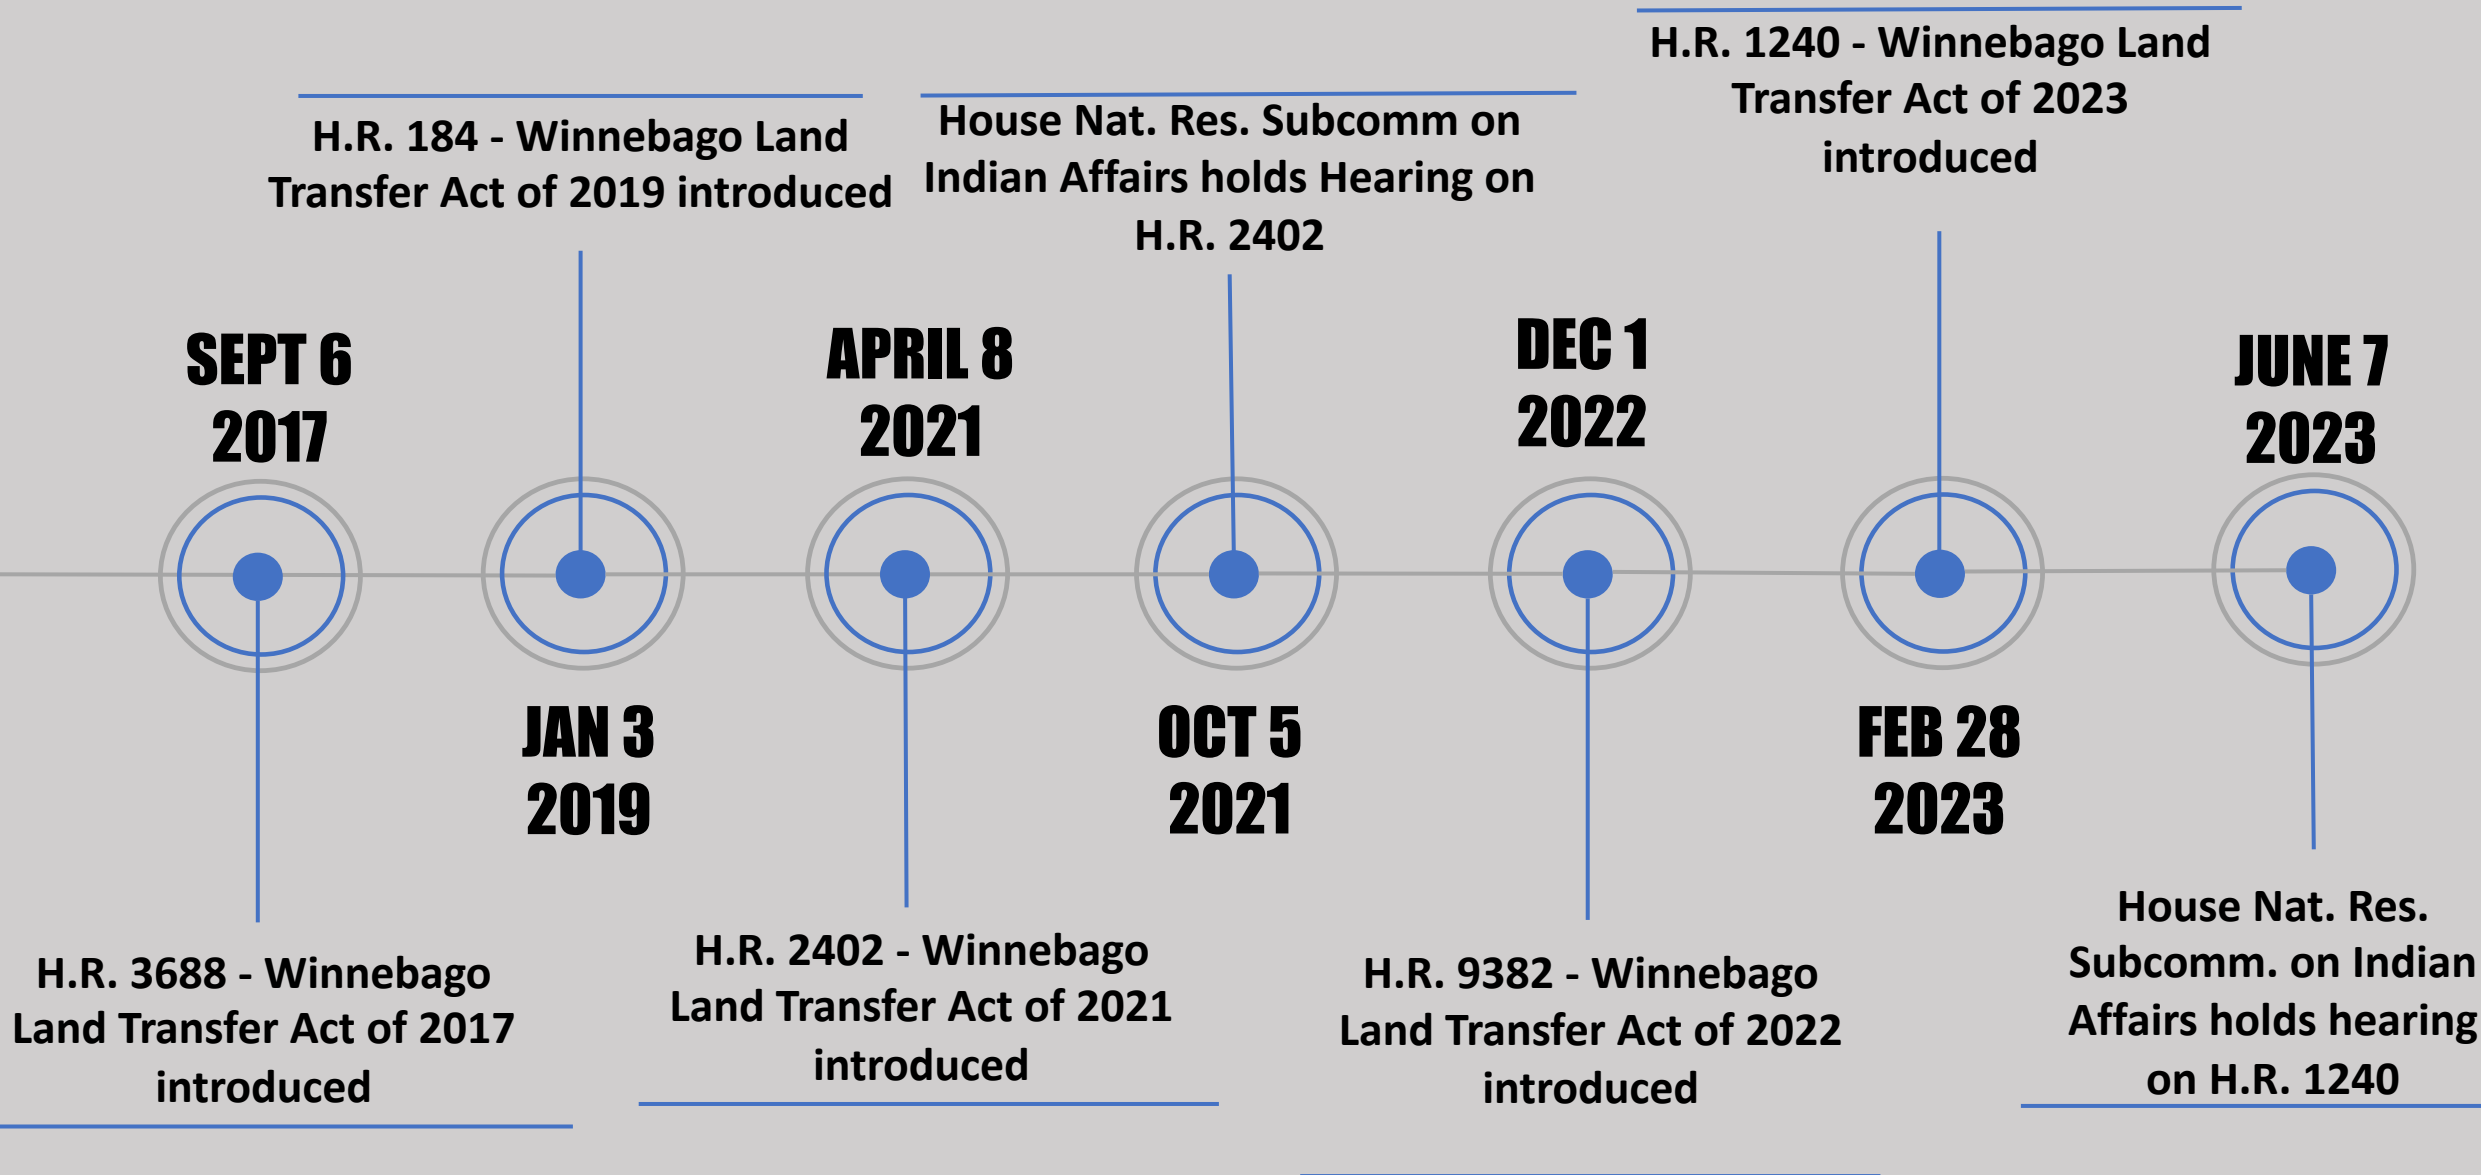 SEPT 6
2017
H.R. 3688 - Winnebago
Land Transfer Act of 2017
introduced
H.R. 184 - Winnebago Land
Transfer Act of 2019 introduced
JAN 3
2019
APRIL 8
2021
H.R. 2402 - Winnebago
Land Transfer Act of 2021
introduced
House Nat. Res. Subcomm on
Indian Affairs holds Hearing on
H.R. 2402
OCT 5
2021
DEC 1
2022
H.R. 9382 - Winnebago
Land Transfer Act of 2022
introduced
H.R. 1240 - Winnebago Land
Transfer Act of 2023
introduced
FEB 28
2023
JUNE 7
2023
House Nat. Res.
Subcomm. on Indian
Affairs holds hearing
on H.R. 1240